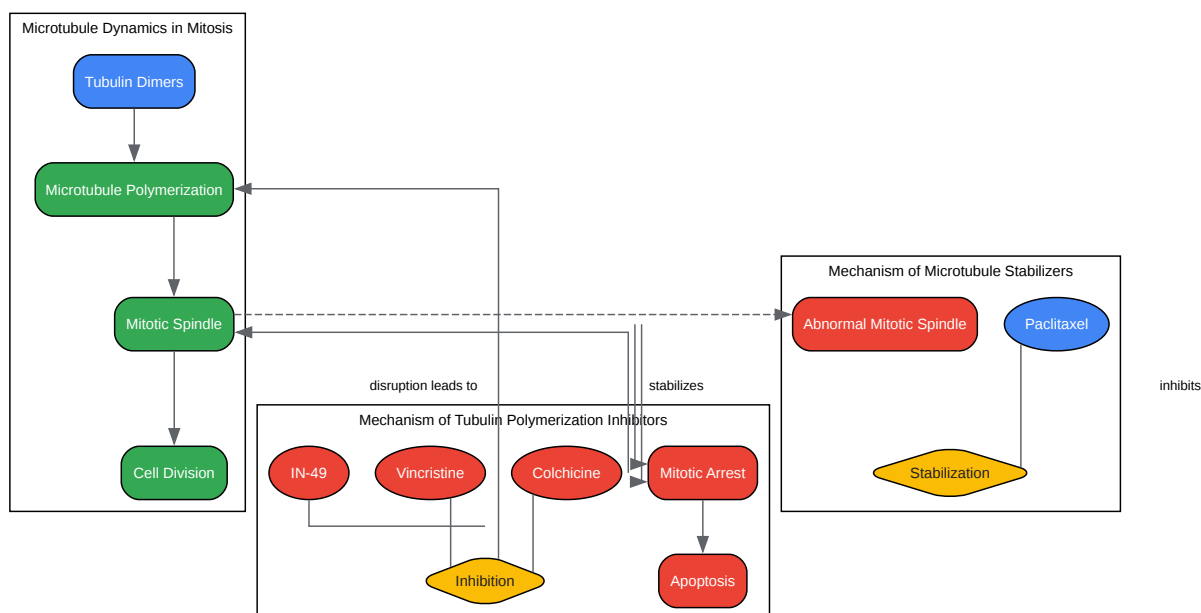 Microtubule Dynamics in Mitosis
Tubulin Dimers
Microtubule Polymerization
Mitotic Spindle
Cell Division
disruption leads to
stabilizes
inhibits
Mechanism of Tubulin Polymerization Inhibitors
IN-49
Vincristine
Colchicine
Mitotic Arrest
Inhibition
Apoptosis
Mechanism of Microtubule Stabilizers
Abnormal Mitotic Spindle
Paclitaxel
Stabilization